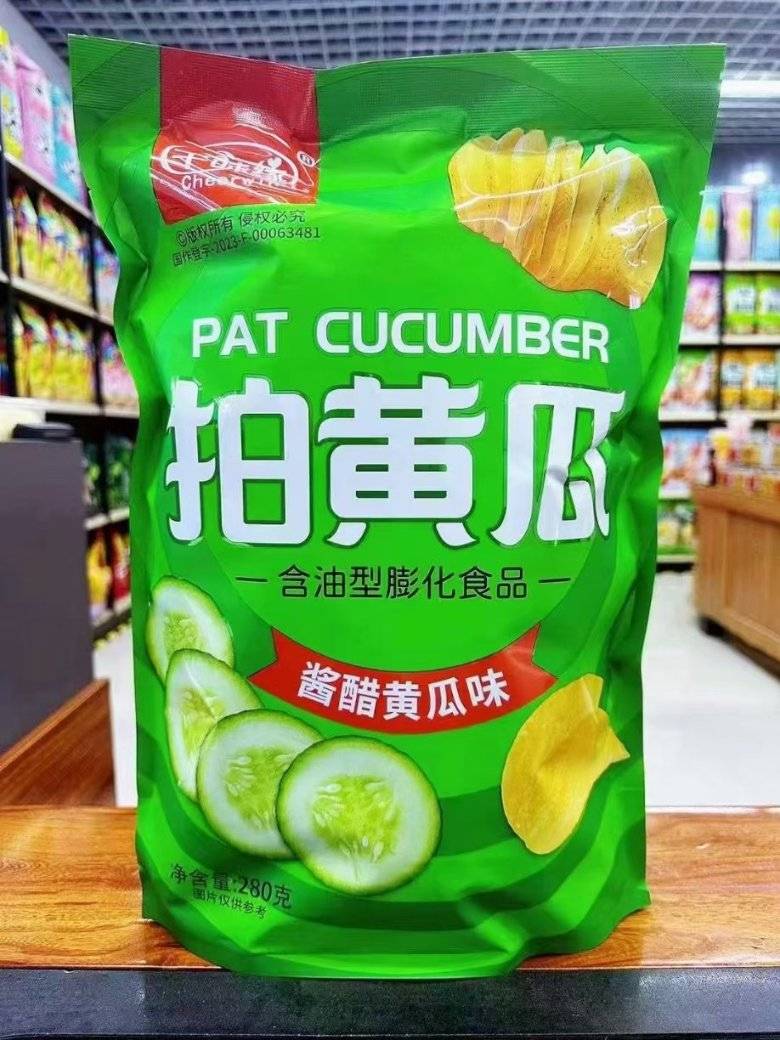 Cheerwin
®
©版权所有 侵权必究
国作登字-2023-F-00063481
PAT CUCUMBER
拍黄瓜
含油型膨化食品
酱醋黄瓜味
净含量:280克
图片仅供参考